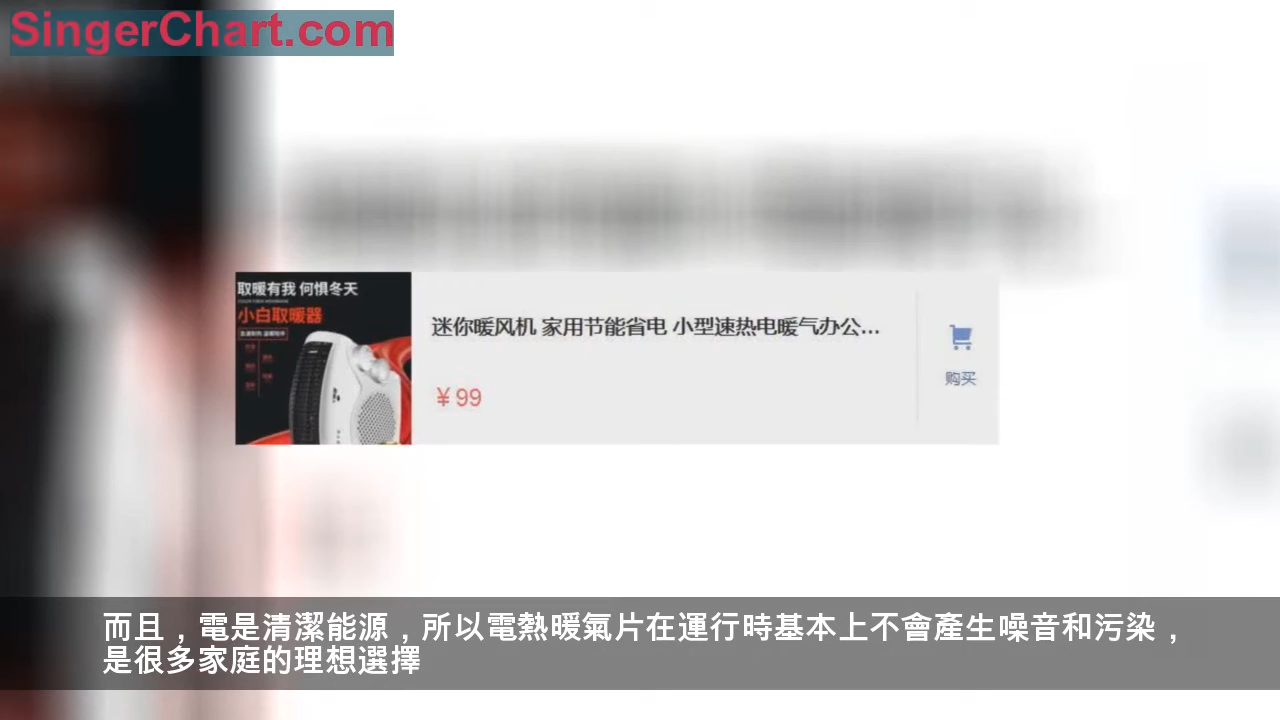 SingerChart.com
取暖有我 何惧冬天
小白取暖器
迷你暖风机 家用节能省电 小型速热电暖气办公...
¥99
购买
而且，電是清潔能源，所以電熱暖氣片在運行時基本上不會產生噪音和污染，
是很多家庭的理想選擇